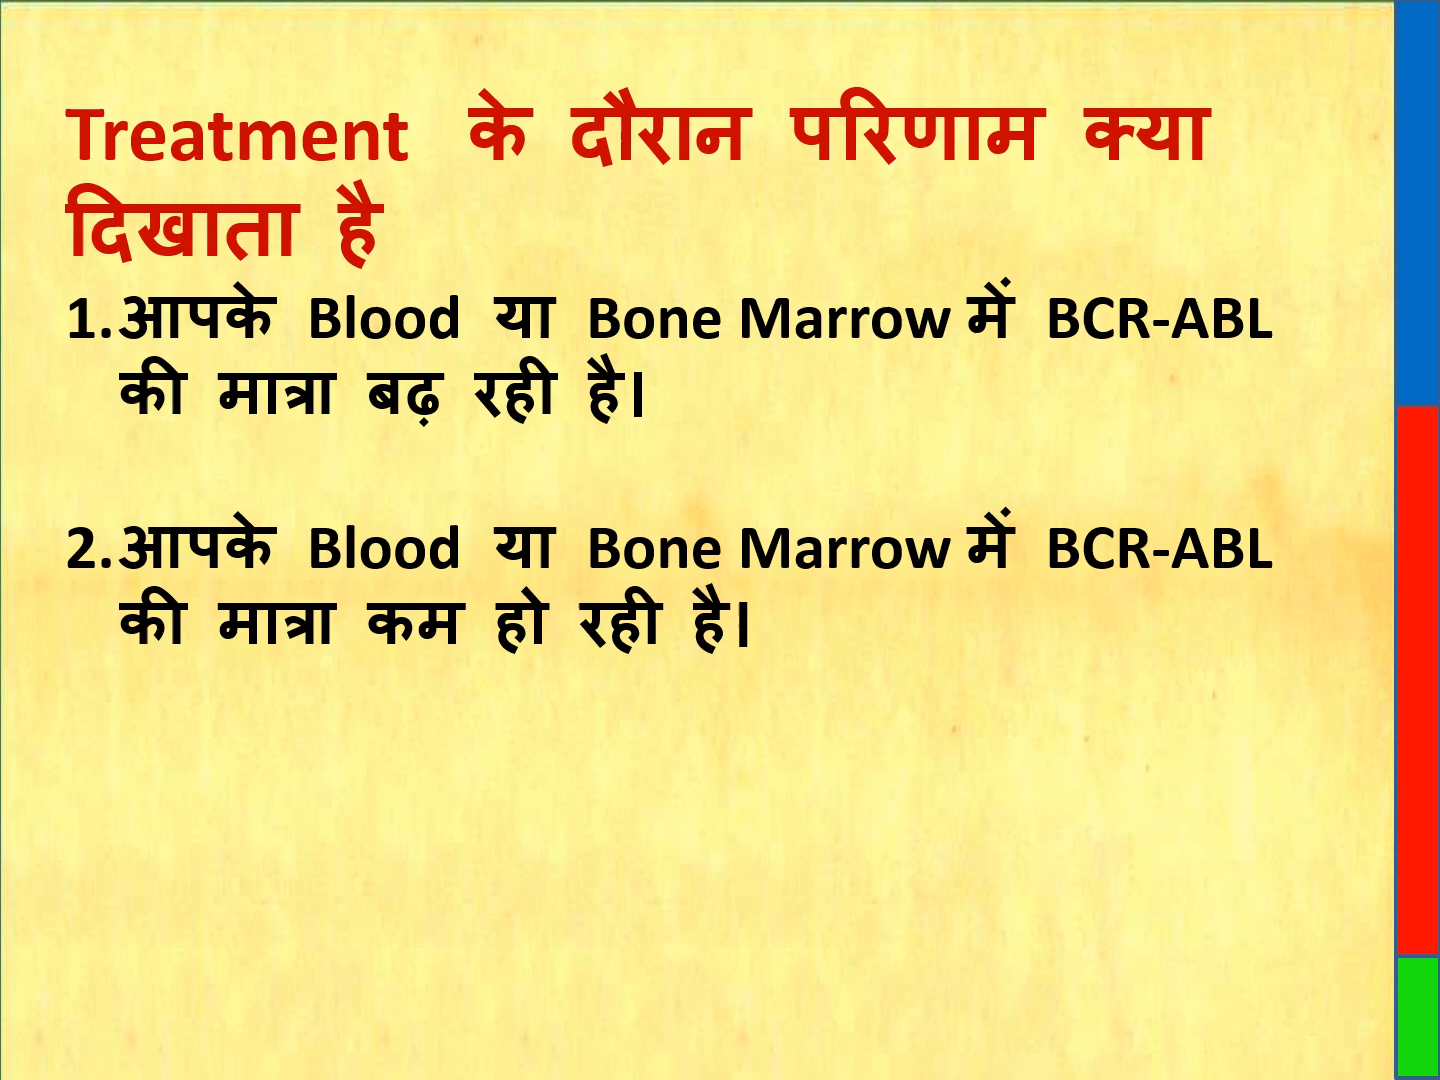 Treatment के दौरान परिणाम क्या
दिखाता है
1. आपके Blood या Bone Marrow में BCR-ABL
की मात्रा बढ़ रही है।
2. आपके Blood या Bone Marrow में BCR-ABL
की मात्रा कम हो रही है।